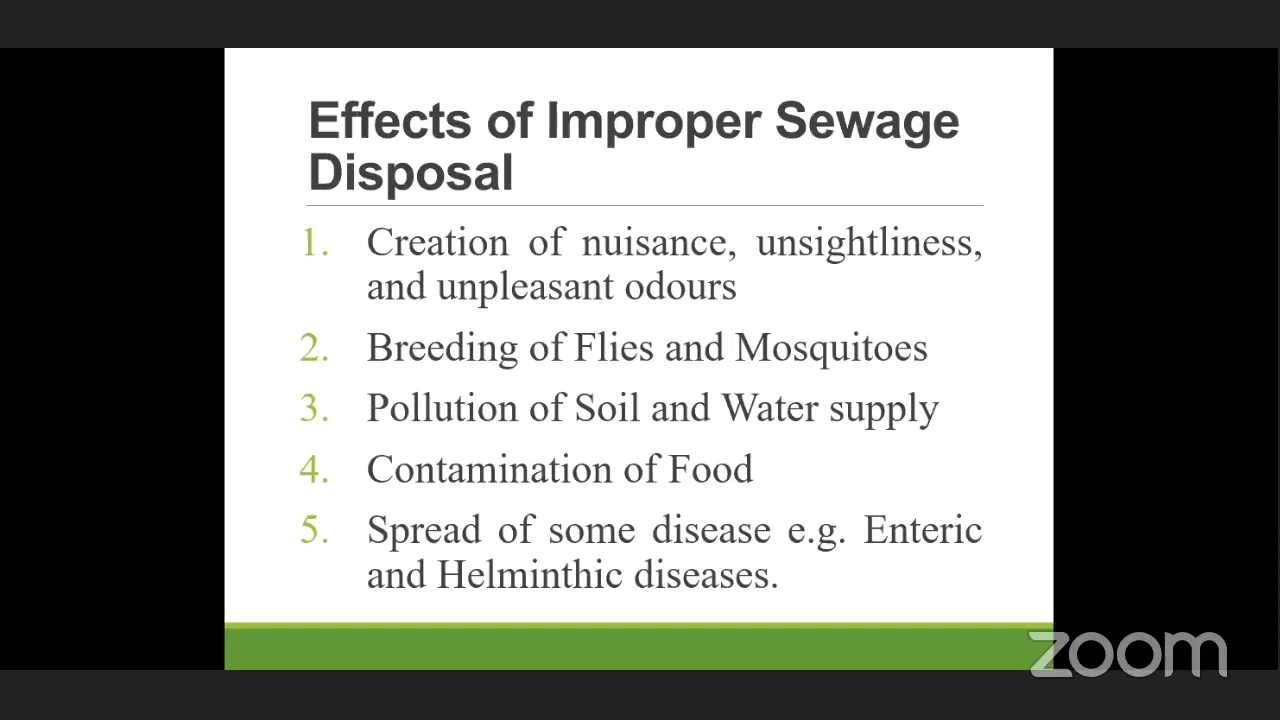 Effects of Improper Sewage
Disposal
1. Creation of nuisance, unsightliness,
and unpleasant odours
2. Breeding of Flies and Mosquitoes
3. Pollution of Soil and Water supply
4. Contamination of Food
5. Spread of some disease e.g. Enteric
and Helminthic diseases.
zoom